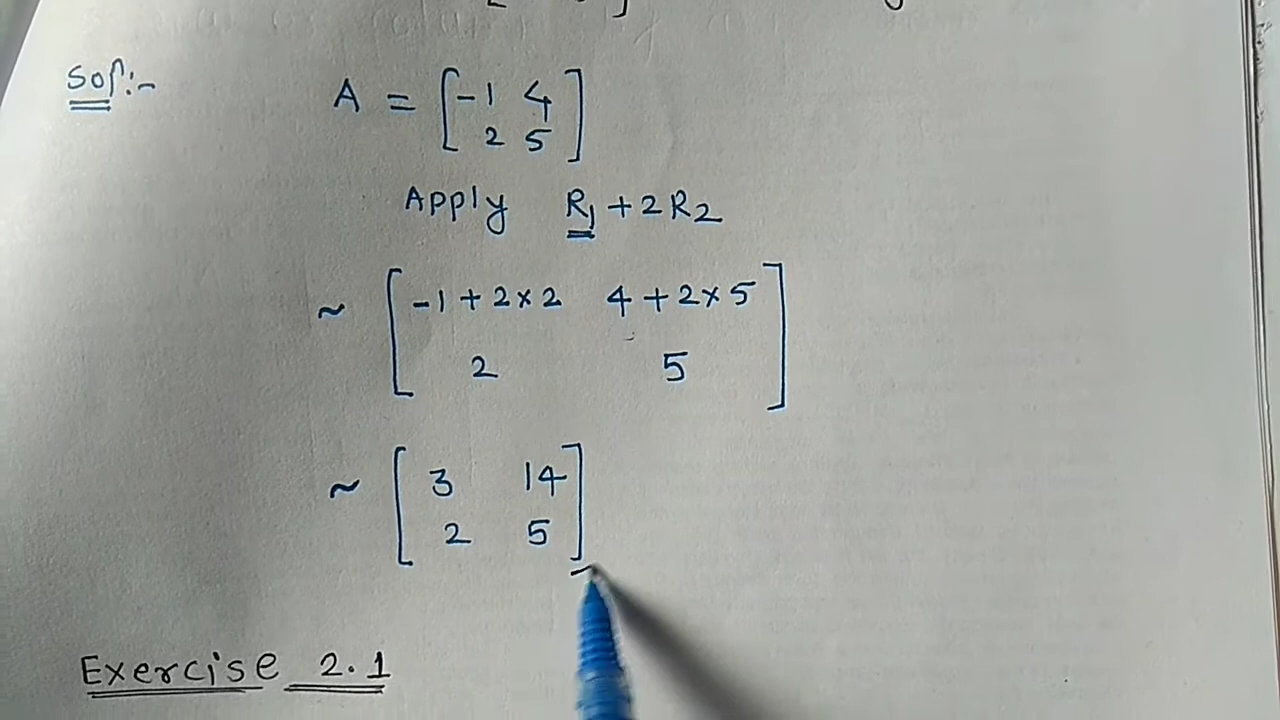 Sol:-
A = [-1 4
2 5]
Apply R1 + 2R2
~ [-1 + 2×2 4 + 2×5
2 5]
~ [3 14
2 5]
Exercise 2.1